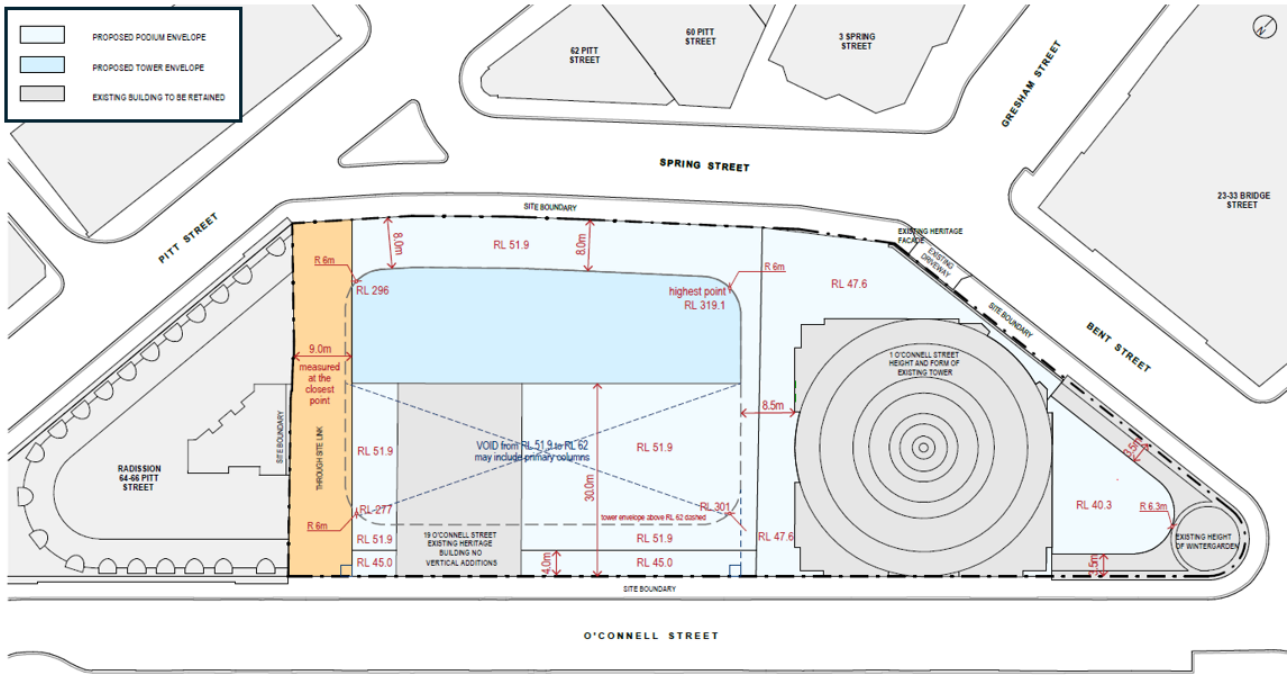 PROPOSED PODIUM ENVELOPE
PROPOSED TOWER ENVELOPE
EXISTING BUILDING TO BE RETAINED
62 PITT
STREET
60 PITT
STREET
3 SPRING
STREET
GRESHAM STREET
SPRING STREET
23-33 BRIDGE
STREET
PITT STREET
SITE BOUNDARY
EXISTING HERITAGE
FACADE
EXISTING
DRIVEWAY
SITE BOUNDARY
BENT STREET
8.0m
RL 51.9
8.0m
R 6m
RL 296
R 6m
highest point
RL 319.1
RL 47.6
9.0m
measured
at the
closest
point
1 O'CONNELL STREET
HEIGHT AND FORM OF
EXISTING TOWER
8.5m
SITE BOUNDARY
THROUGH SITE LINK
RADISSION
64-66 PITT
STREET
RL 51.9
VOID from RL 51.9 to RL 62
may include primary columns
RL 51.9
30.0m
3.5m
RL 277
R 6m
RL 301
tower envelope above RL 62 dashed
RL 40.3
R 6.3m
RL 51.9
19 O'CONNELL STREET
EXISTING HERITAGE
BUILDING NO
VERTICAL ADDITIONS
RL 51.9
RL 47.6
EXISTING HEIGHT
OF WINTERGARDEN
RL 45.0
4.0m
RL 45.0
3.5m
SITE BOUNDARY
O'CONNELL STREET